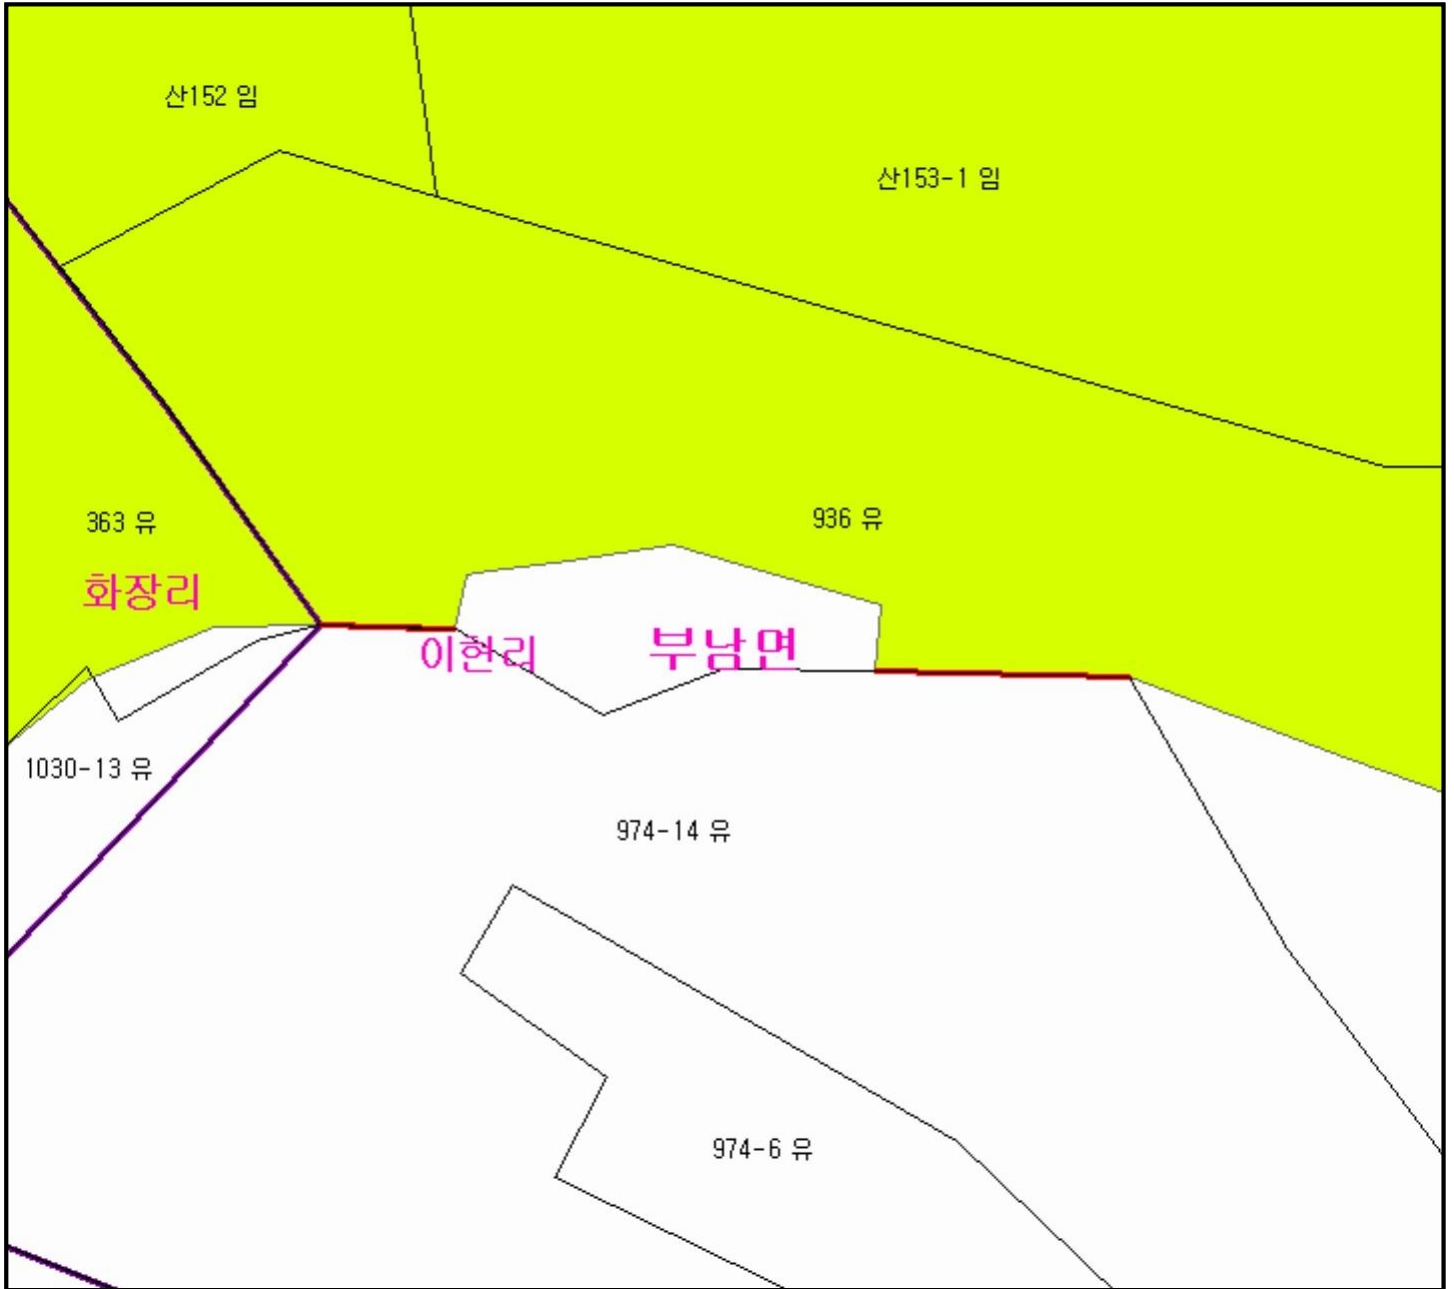 산152 임
산153-1 임
936 유
363 유
화장리
이현리
부남면
1030-13 유
974-14 유
974-6 유